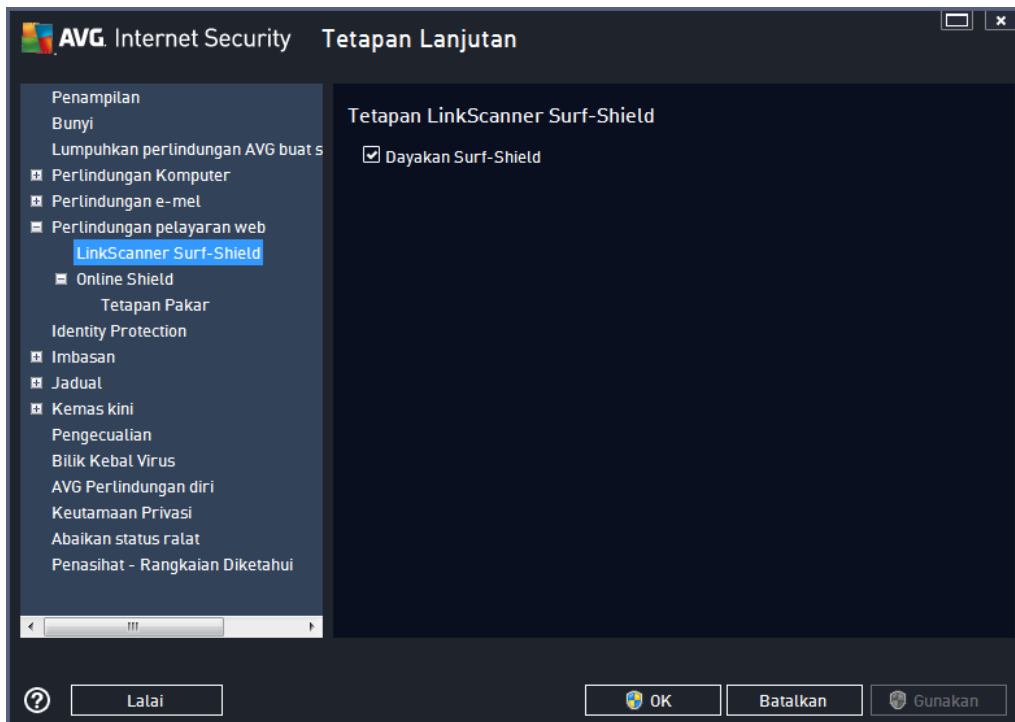 AVG. Internet Security Tetapan Lanjutan
Penampilan
Bunyi
Lumpuhkan perlindungan AVG buat s
Perlindungan Komputer
Perlindungan e-mel
Perlindungan pelayaran web
LinkScanner Surf-Shield
Online Shield
Tetapan Pakar
Identity Protection
Imbasan
Jadual
Kemas kini
Pengecualian
Bilik Kebal Virus
AVG Perlindungan diri
Keutamaan Privasi
Abaikan status ralat
Penasihat - Rangkaian Diketahui
Tetapan LinkScanner Surf-Shield
Dayakan Surf-Shield
Lalai
OK
Batalkan
Gunakan